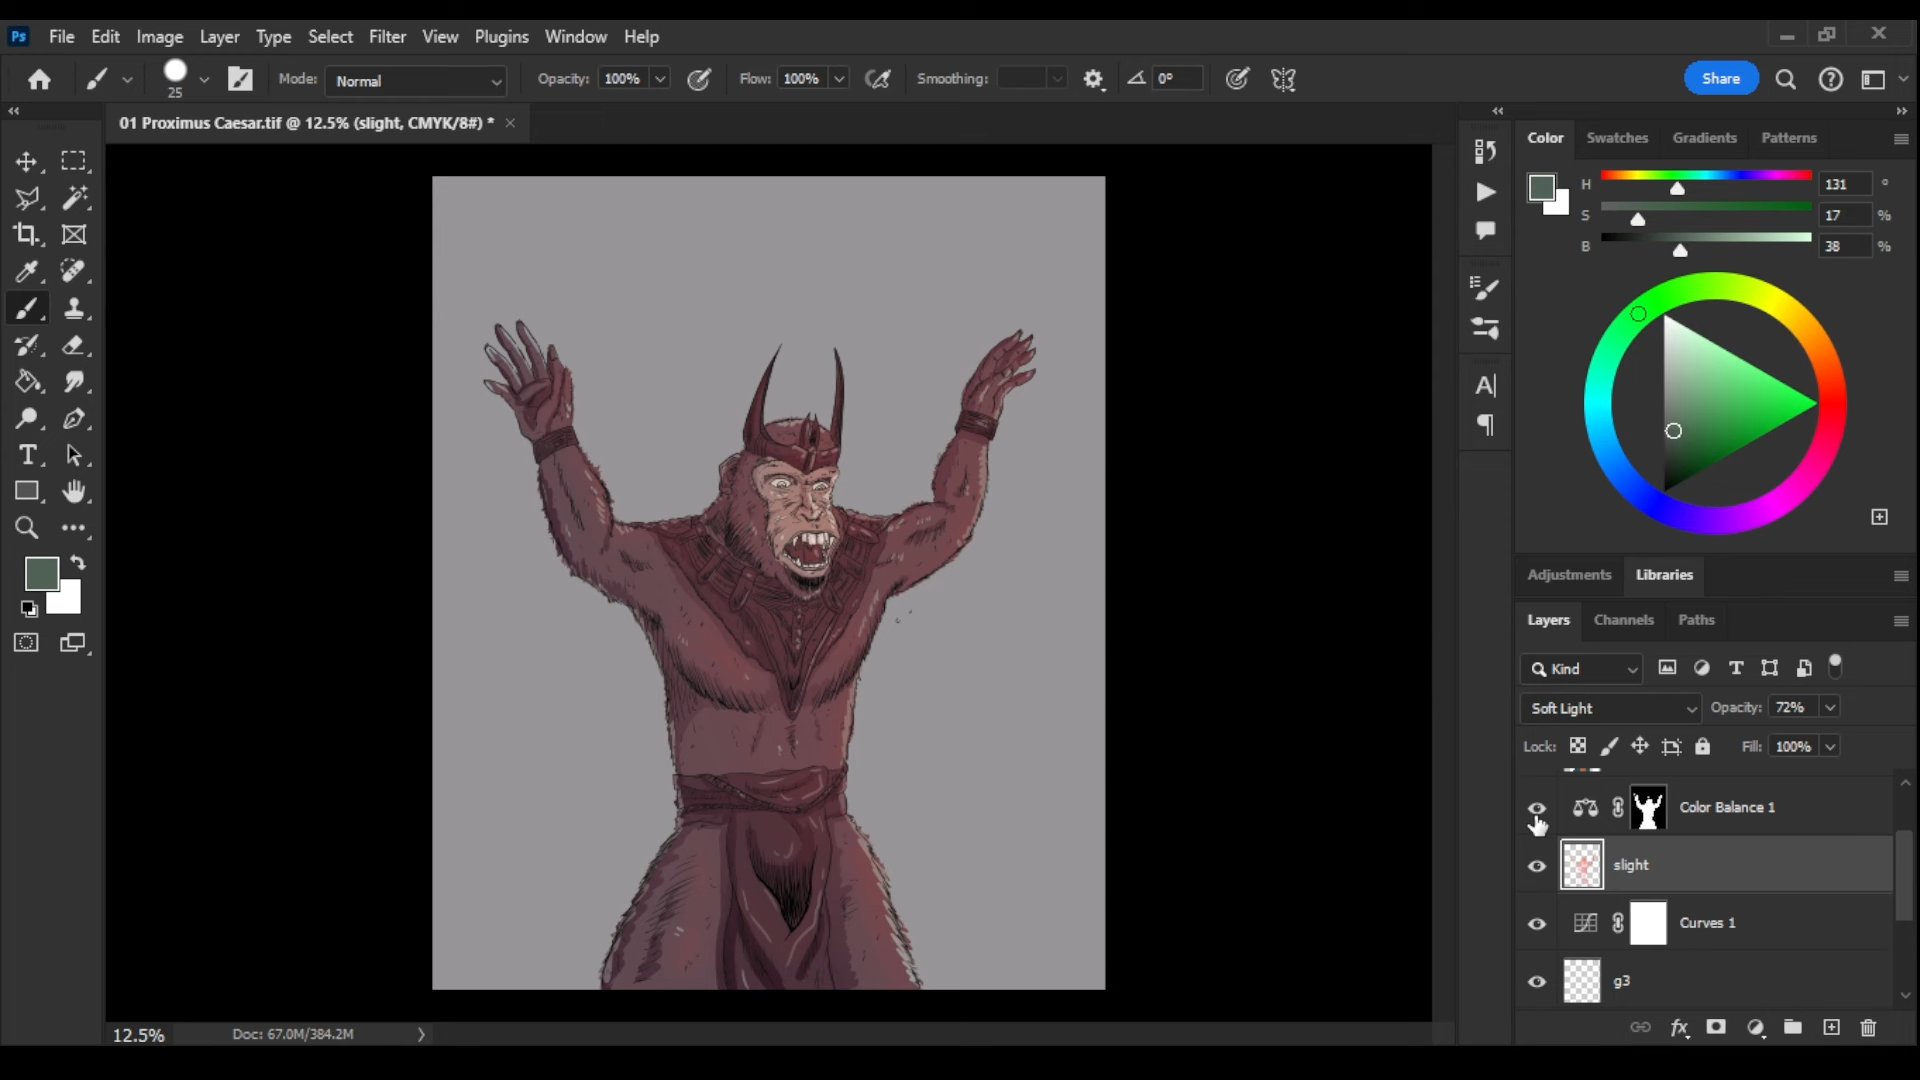 Ps File Edit Image Layer Type Select Filter View Plugins Window Help
25 Mode: Normal Opacity: 100% Flow: 100% Smoothing: 0° Share
01 Proximus Caesar.tif @ 12.5% (slight, CMYK/8#) *
Color Swatches Gradients Patterns
H 131 °
S 17 %
B 38 %
Adjustments Libraries
Layers Channels Paths
Kind
Soft Light Opacity: 72%
Lock: Fill: 100%
Color Balance 1
slight
Curves 1
g3
12.5% Doc: 67.0M/384.2M